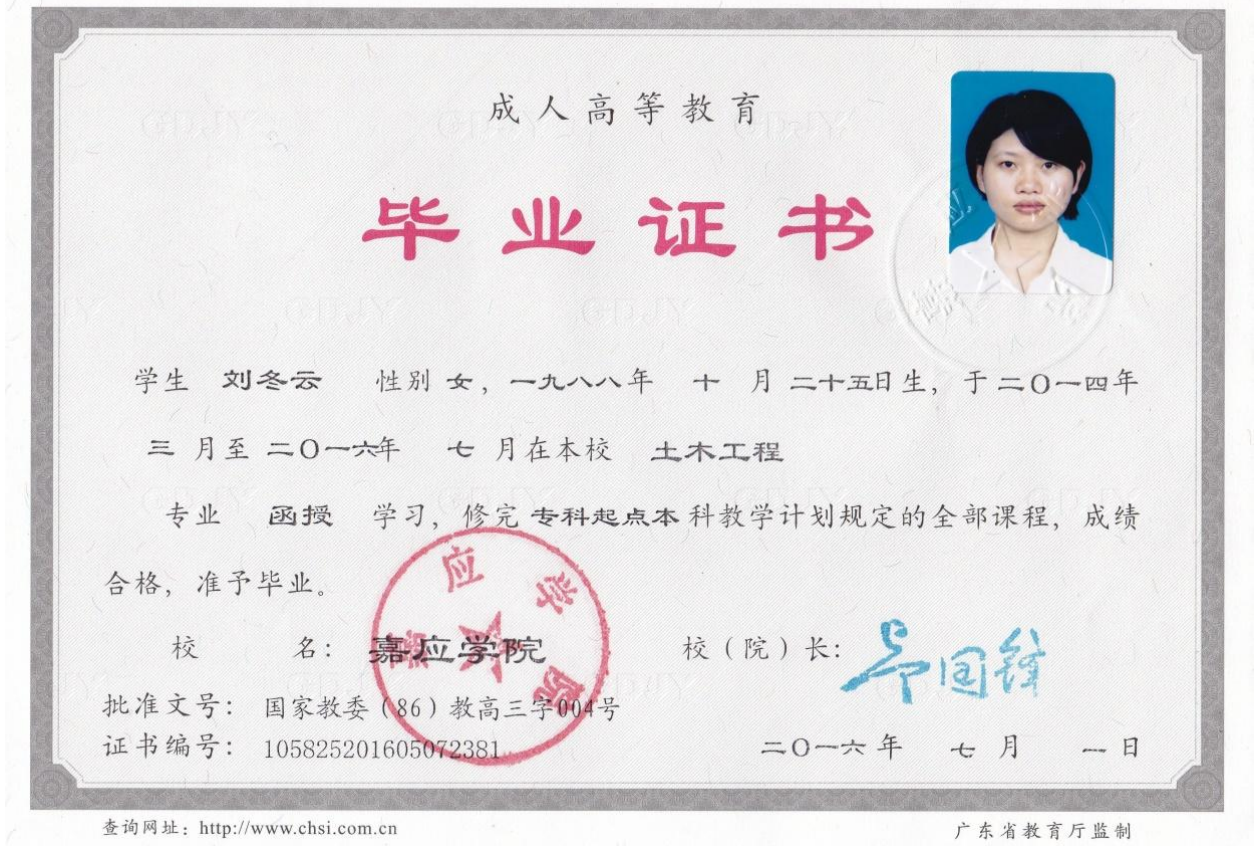 成人高等教育
毕业证书
学生 刘冬云 性别 女，一九八八年 十 月 二十五日生，于二〇一四年
三 月至 二〇一六年 七 月在本校 土木工程
专业 函授 学习，修完 专科起点本 科教学计划规定的全部课程，成绩
合格，准予毕业。
校 名：嘉应学院 校（院）长：
嘉应学院
批准文号：国家教委（86）教高三字004号
证书编号：105825201605072381
二〇一六 年 七 月 一 日
查询网址：http://www.chsi.com.cn 广东省教育厅监制